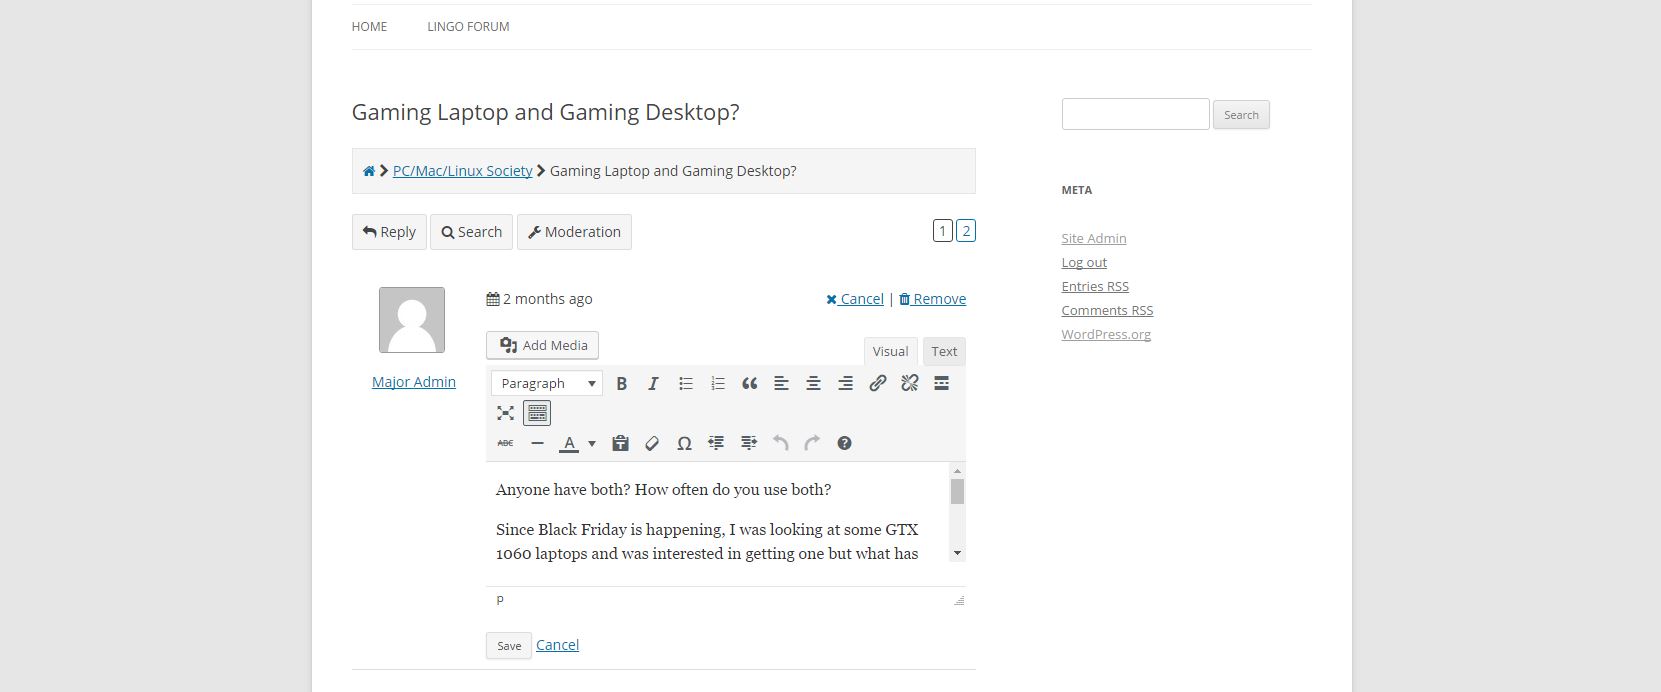 HOME LINGO FORUM
Gaming Laptop and Gaming Desktop?
Search
PC/Mac/Linux Society Gaming Laptop and Gaming Desktop?
META
Reply Search Moderation 1 2
Site Admin
Log out
Entries RSS
Comments RSS
WordPress.org
2 months ago Cancel | Remove
Major Admin
Add Media Visual Text
Paragraph B I
ABC A Ω
Anyone have both? How often do you use both?
Since Black Friday is happening, I was looking at some GTX
1060 laptops and was interested in getting one but what has
p
Save Cancel